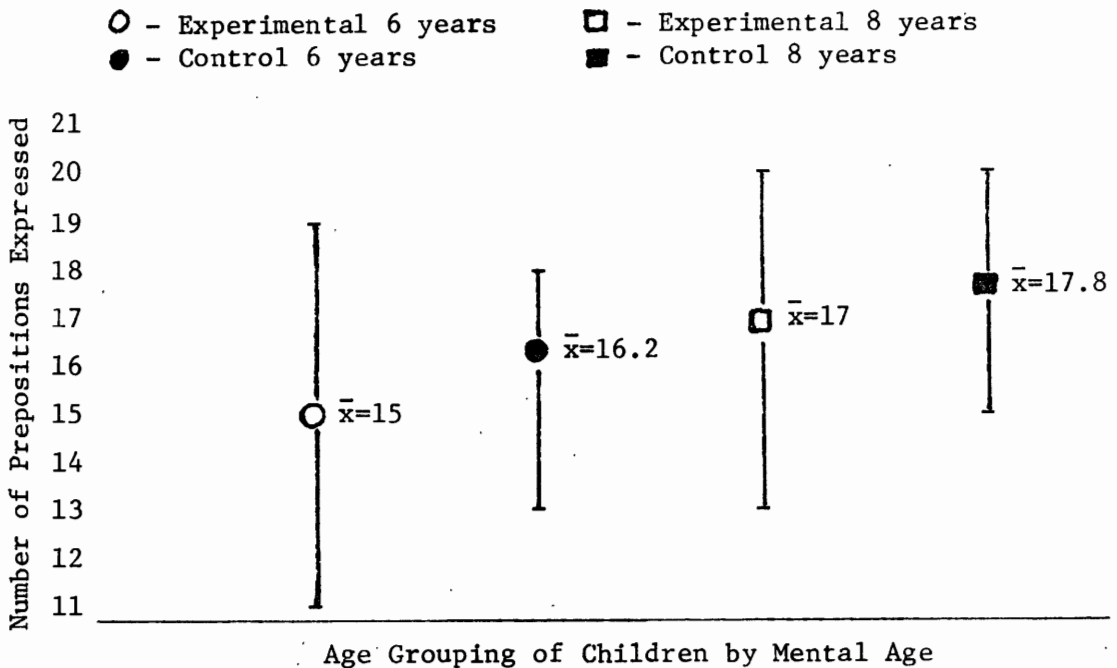 O - Experimental 6 years
● - Control 6 years
□ - Experimental 8 years
■ - Control 8 years
Number of Prepositions Expressed
21
20
19
18
17
16
15
14
13
12
11
x̄=15
x̄=16.2
x̄=17
x̄=17.8
Age Grouping of Children by Mental Age